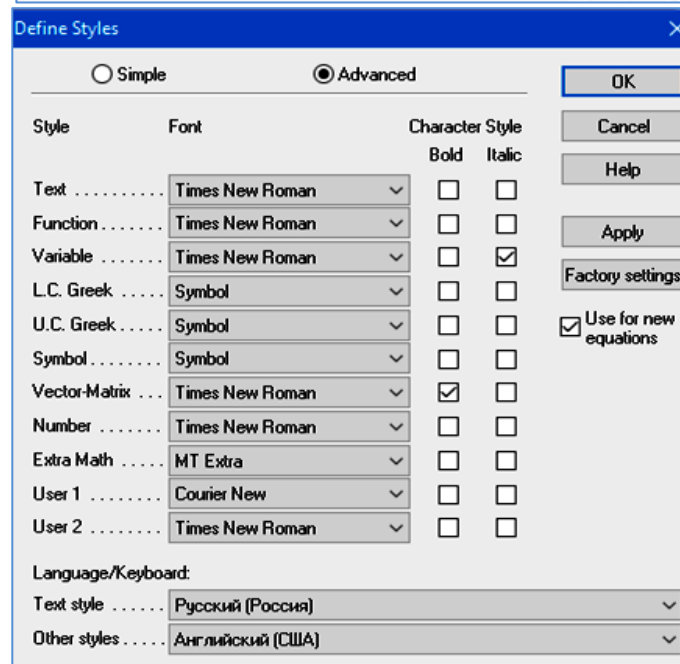 Define Styles
Simple Advanced OK
Style Font Character Style Cancel
Bold Italic Help
Text .......... Times New Roman
Function....... Times New Roman Apply
Variable ....... Times New Roman
L.C. Greek ..... Symbol Factory settings
U.C. Greek..... Symbol Use for new
Symbol........ Symbol equations
Vector-Matrix ... Times New Roman
Number ....... Times New Roman
Extra Math ..... MT Extra
User 1 ........ Courier New
User 2 ........ Times New Roman
Language/Keyboard:
Text style ...... Русский (Россия)
Other styles..... Английский (США)